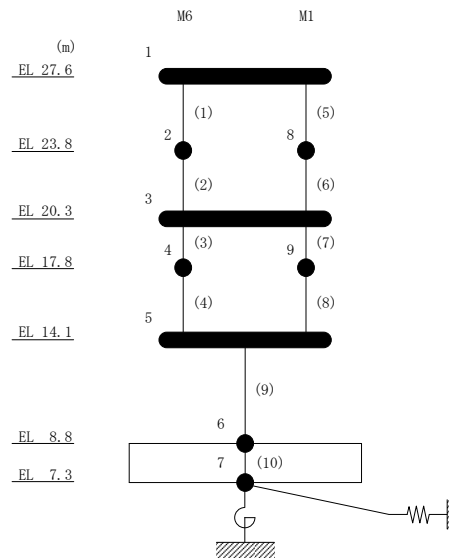 M6 M1
(m)
1
EL 27.6
(1) (5)
2 8
EL 23.8
(2) (6)
3
EL 20.3
(3) (7)
4 9
EL 17.8
(4) (8)
5
EL 14.1
(9)
6
EL 8.8
7 (10)
EL 7.3